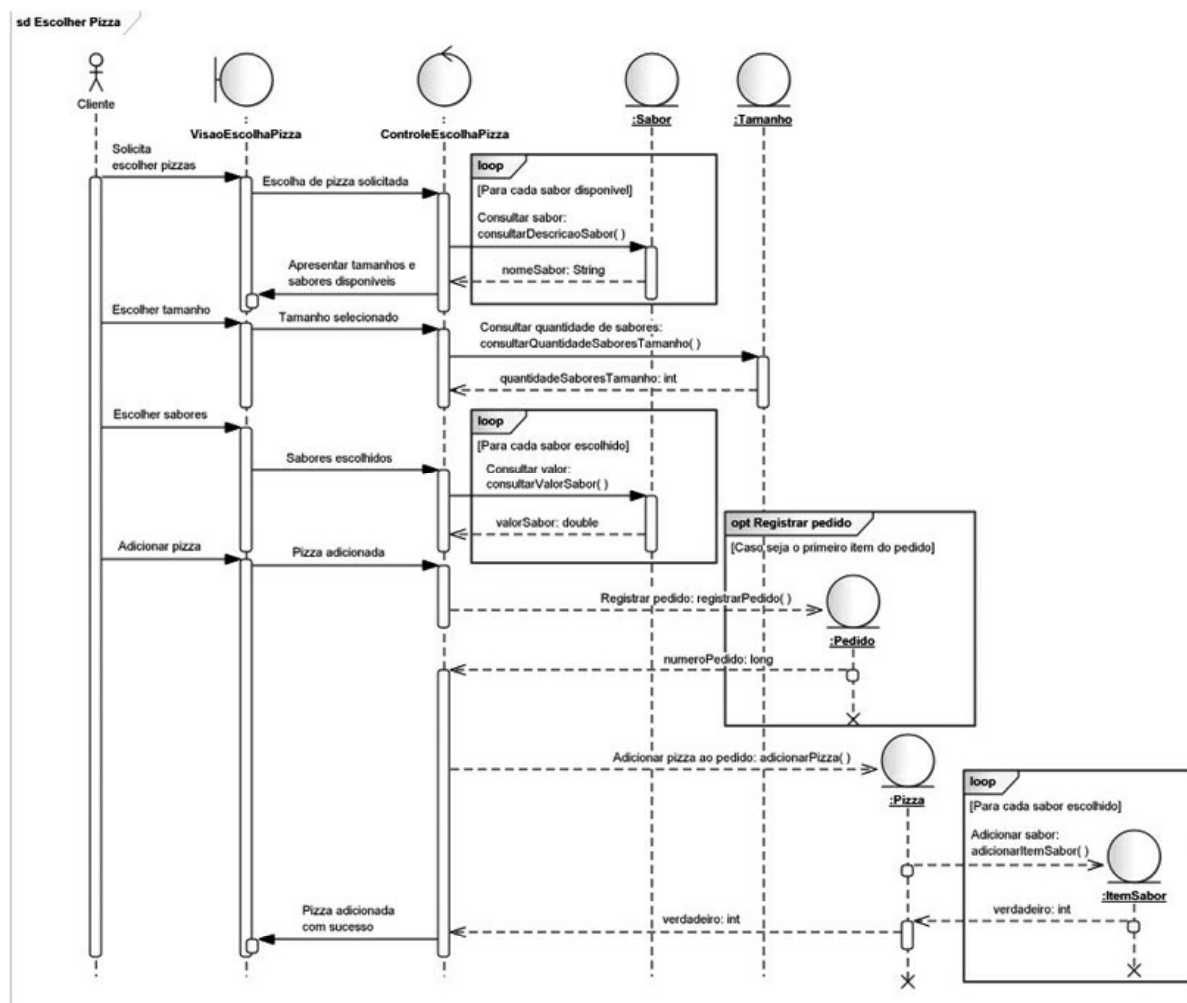 sd Escolher Pizza
Cliente
VisaoEscolhaPizza
ControleEscolhaPizza
:Sabor
:Tamanho
Solicita
escolher pizzas
Escolha de pizza solicitada
loop
[Para cada sabor disponível]
Consultar sabor:
consultarDescricaoSabor( )
nomeSabor: String
Apresentar tamanhos e
sabores disponíveis
Escolher tamanho
Tamanho selecionado
Consultar quantidade de sabores:
consultarQuantidadeSaboresTamanho( )
quantidadeSaboresTamanho: int
Escolher sabores
Sabores escolhidos
loop
[Para cada sabor escolhido]
Consultar valor:
consultarValorSabor( )
valorSabor: double
Adicionar pizza
Pizza adicionada
opt Registrar pedido
[Caso seja o primeiro item do pedido]
Registrar pedido: registrarPedido( )
:Pedido
numeroPedido: long
Adicionar pizza ao pedido: adicionarPizza( )
:Pizza
loop
[Para cada sabor escolhido]
Adicionar sabor:
adicionarItemSabor( )
:ItemSabor
verdadeiro: int
verdadeiro: int
Pizza adicionada
com sucesso